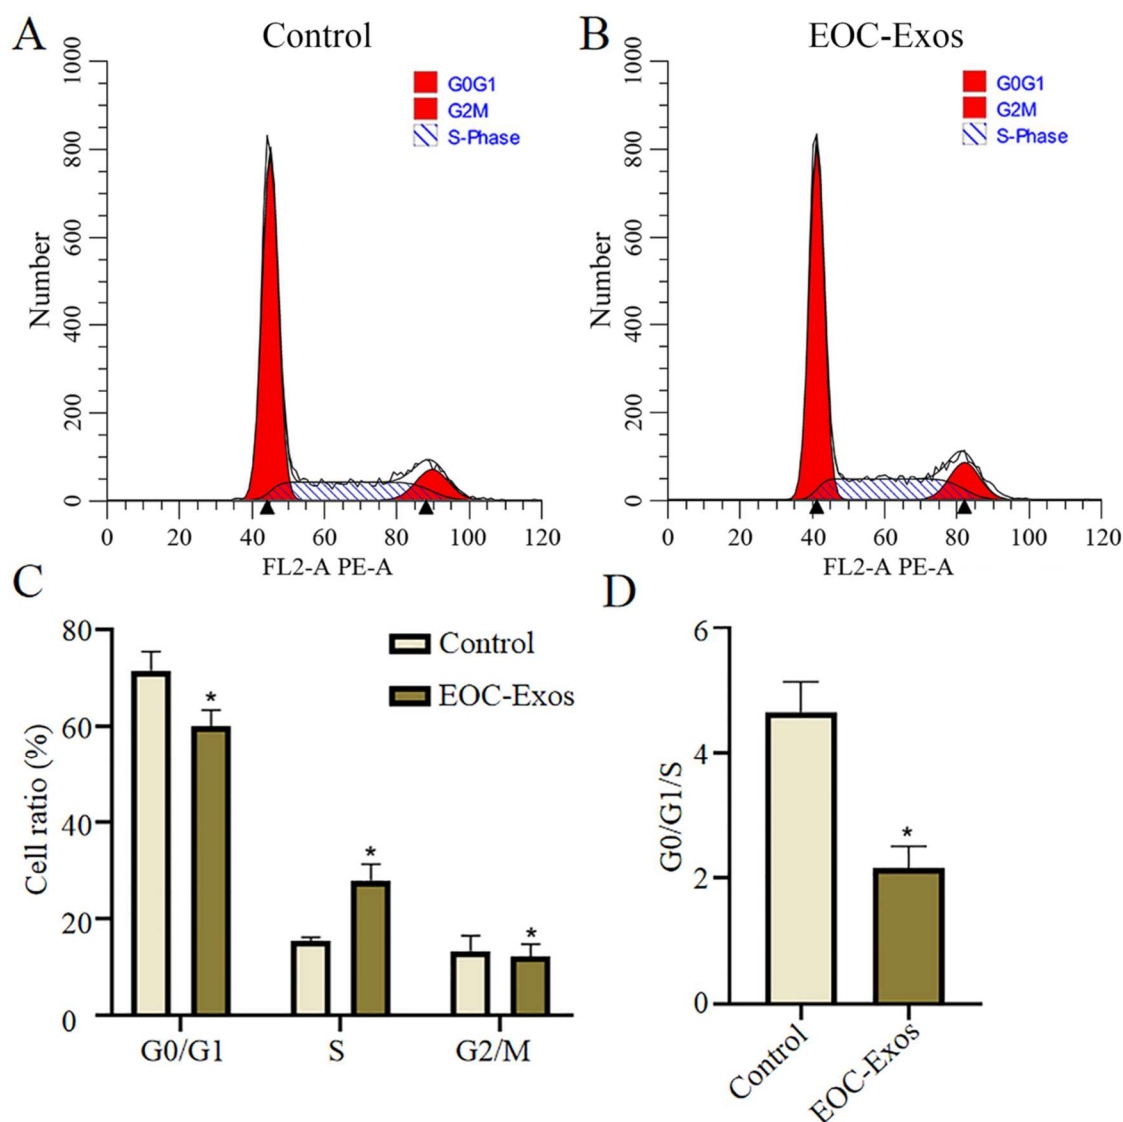 A
Control
1000
800
600
400
200
0
Number
G0G1
G2M
S-Phase
0 20 40 60 80 100 120
FL2-A PE-A
B
EOC-Exos
1000
800
600
400
200
0
Number
G0G1
G2M
S-Phase
0 20 40 60 80 100 120
FL2-A PE-A
C
80
60
40
20
0
Cell ratio (%)
Control
EOC-Exos
*
*
*
G0/G1 S G2/M
D
6
4
2
0
G0/G1/S
*
Control
EOC-Exos